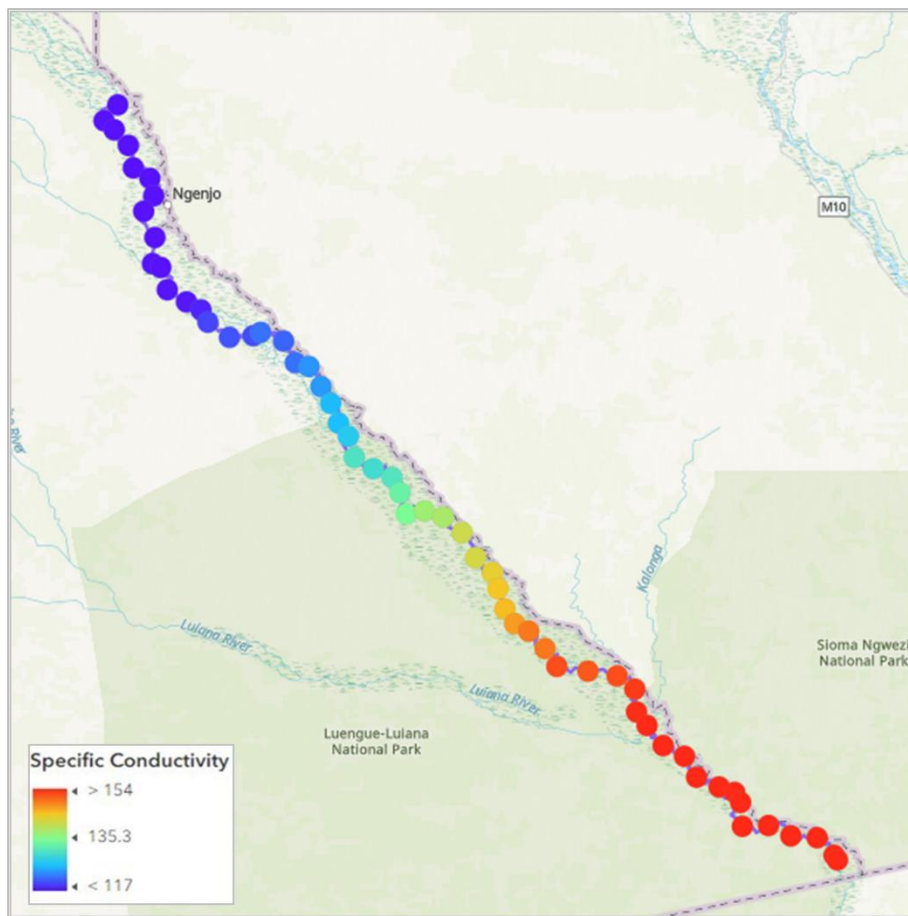 Ngenjo
M10
River
Kalonga
Luiana River
Sioma Ngwezi
National Park
Luiana River
Luengue-Luiana
National Park
Specific Conductivity
> 154
135.3
< 117